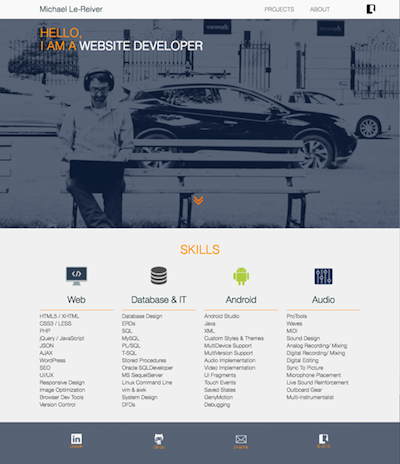 Michael Le-Reiver
PROJECTS
ABOUT
HELLO,
I AM A WEBSITE DEVELOPER
SKILLS
Web
HTML5 / XHTML
CSS3 / LESS
PHP
jQuery / JavaScript
JSON
AJAX
WordPress
SEO
UI/UX
Responsive Design
Image Optimization
Browser Dev Tools
Version Control
Database & IT
Database Design
ERDs
SQL
MySQL
PL/SQL
T-SQL
Stored Procedures
Oracle SQLDeveloper
MS SequelServer
Linux Command Line
vim & awk
System Design
DFDs
Android
Android Studio
Java
XML
Custom Styles & Themes
MultiDevice Support
MultiVersion Support
Audio Implementation
Video Implementation
UI Fragments
Touch Events
Saved States
GenyMotion
Debugging
Audio
ProTools
Waves
MIDI
Sound Design
Analog Recording/ Mixing
Digital Recording/ Mixing
Digital Editing
Sync To Picture
Microphone Placement
Live Sound Reinforcement
Outboard Gear
Multi-Instrumentalist